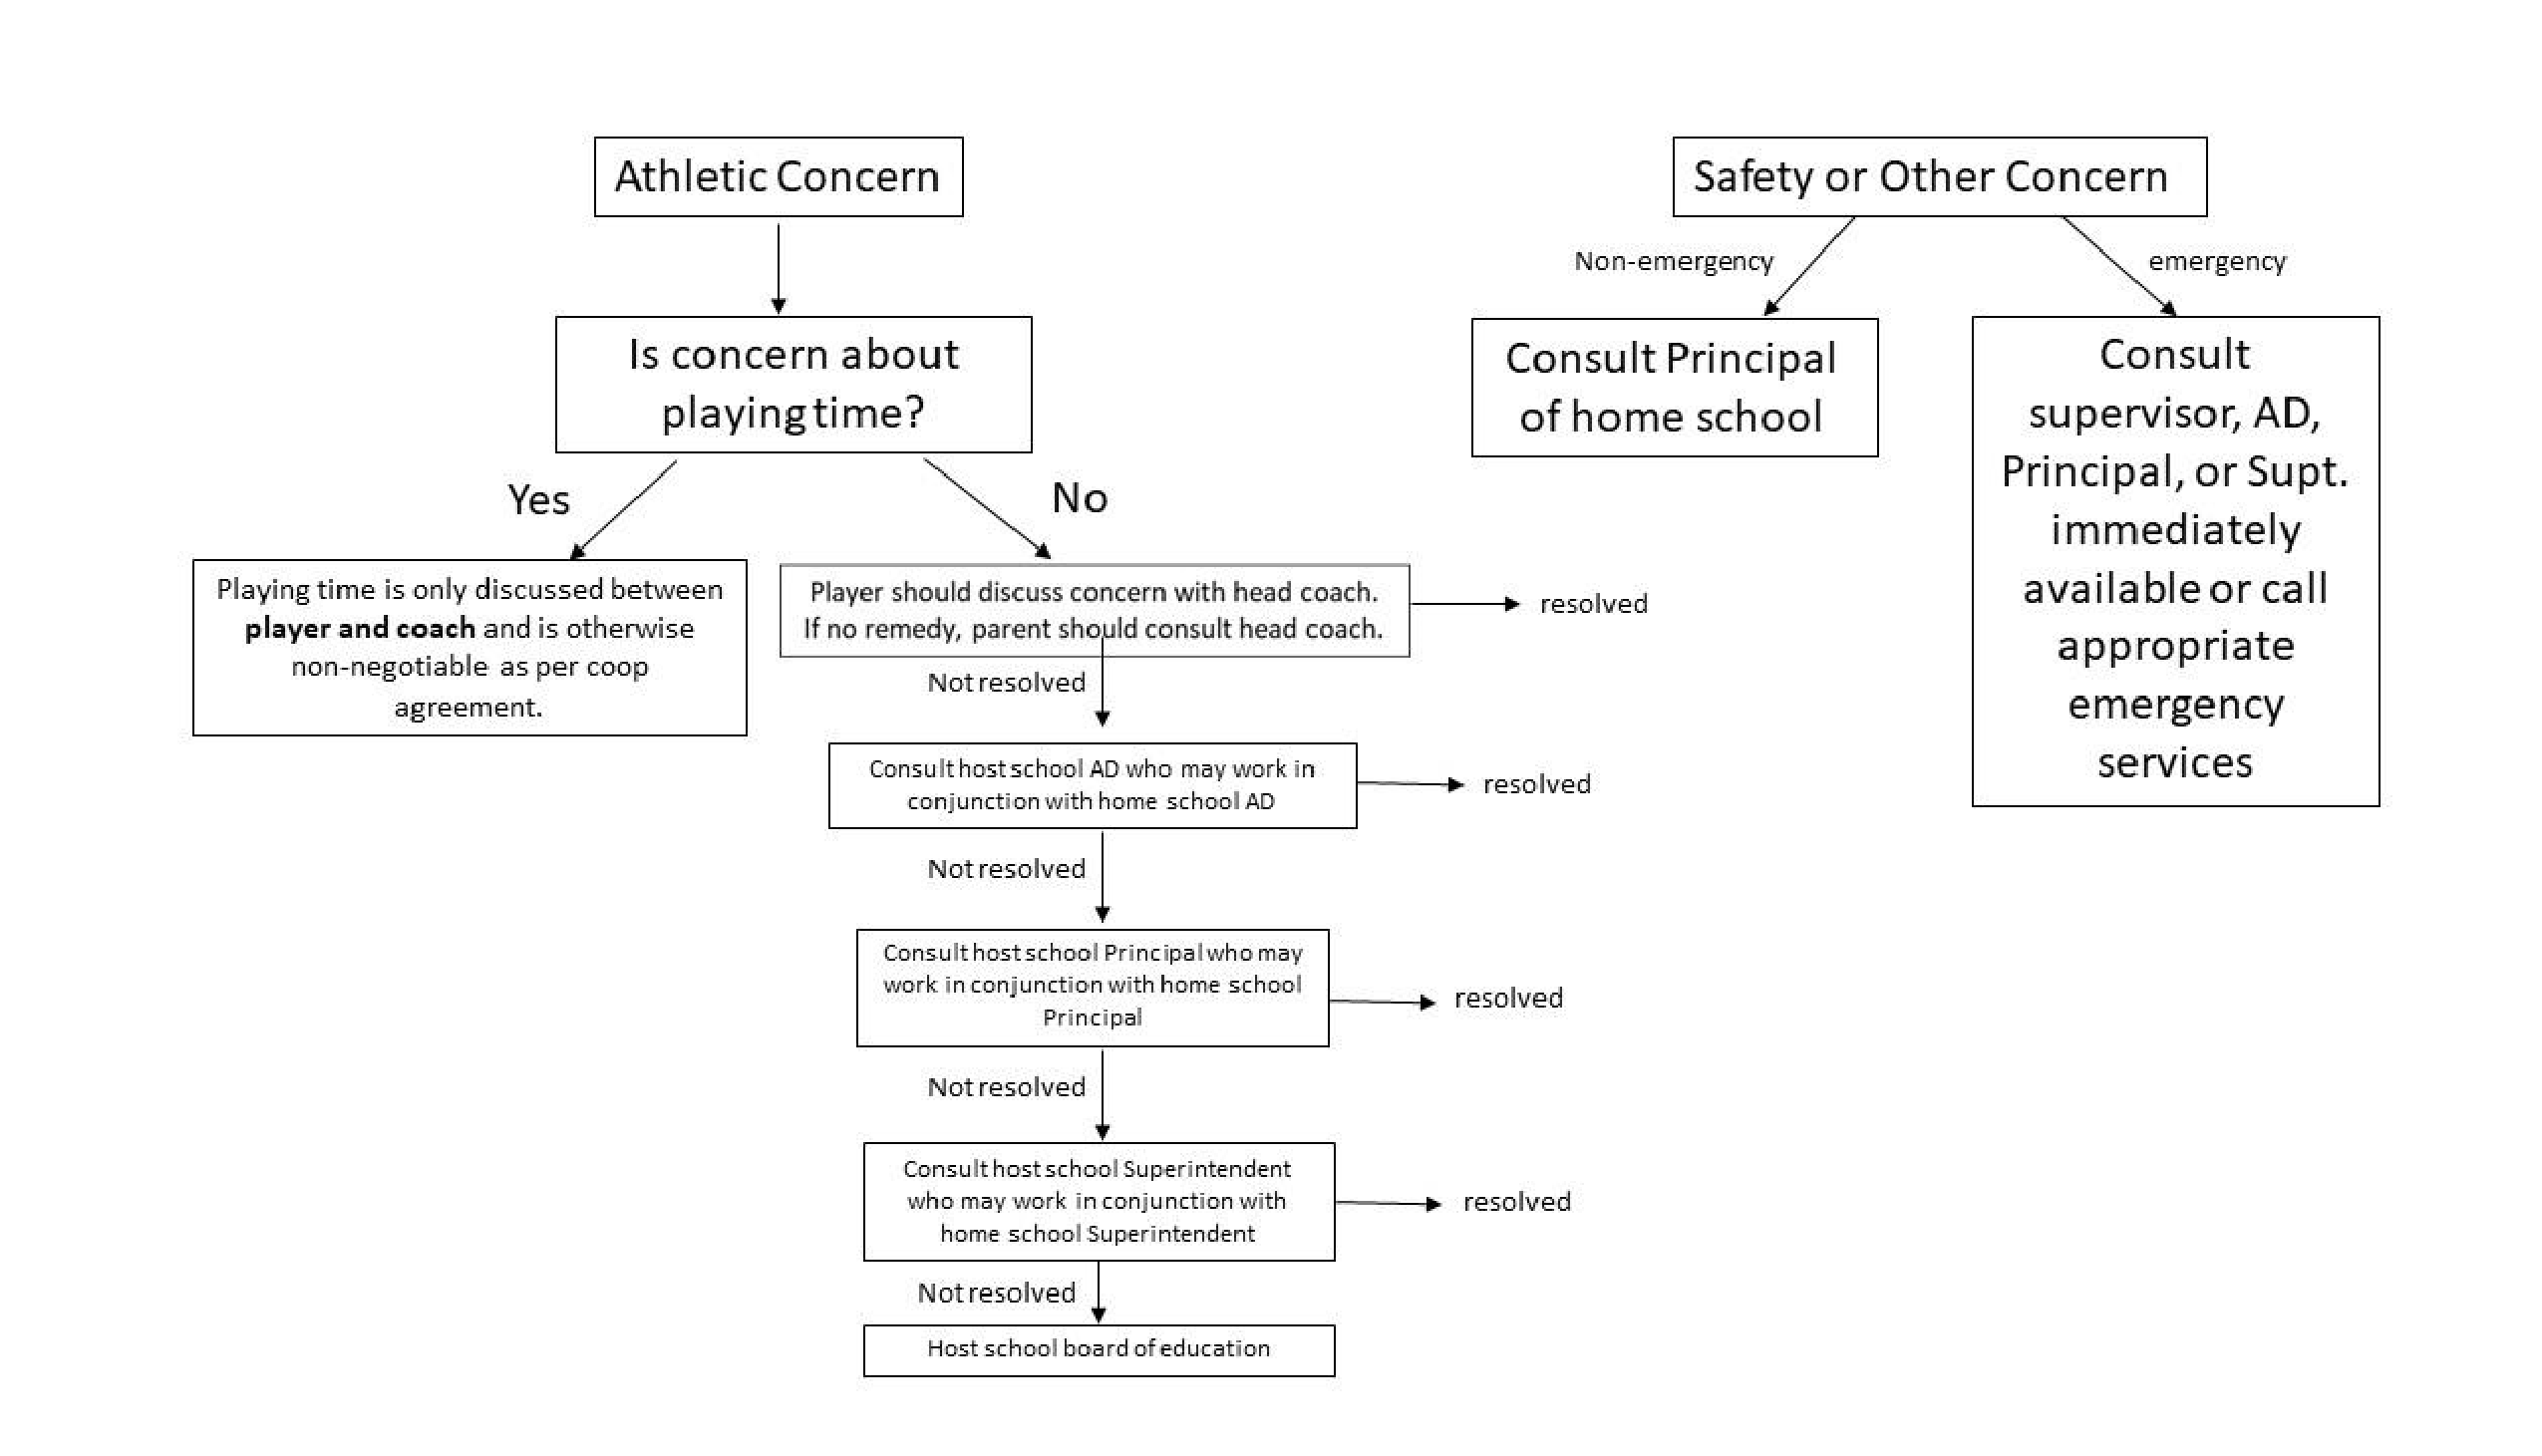 Athletic Concern
Is concern about
playing time?
Yes
No
Playing time is only discussed between
player and coach and is otherwise
non-negotiable as per coop
agreement.
Player should discuss concern with head coach.
If no remedy, parent should consult head coach.
resolved
Not resolved
Consult host school AD who may work in
conjunction with home school AD
resolved
Not resolved
Consult host school Principal who may
work in conjunction with home school
Principal
resolved
Not resolved
Consult host school Superintendent
who may work in conjunction with
home school Superintendent
resolved
Not resolved
Host school board of education
Safety or Other Concern
Non-emergency
emergency
Consult Principal
of home school
Consult
supervisor, AD,
Principal, or Supt.
immediately
available or call
appropriate
emergency
services